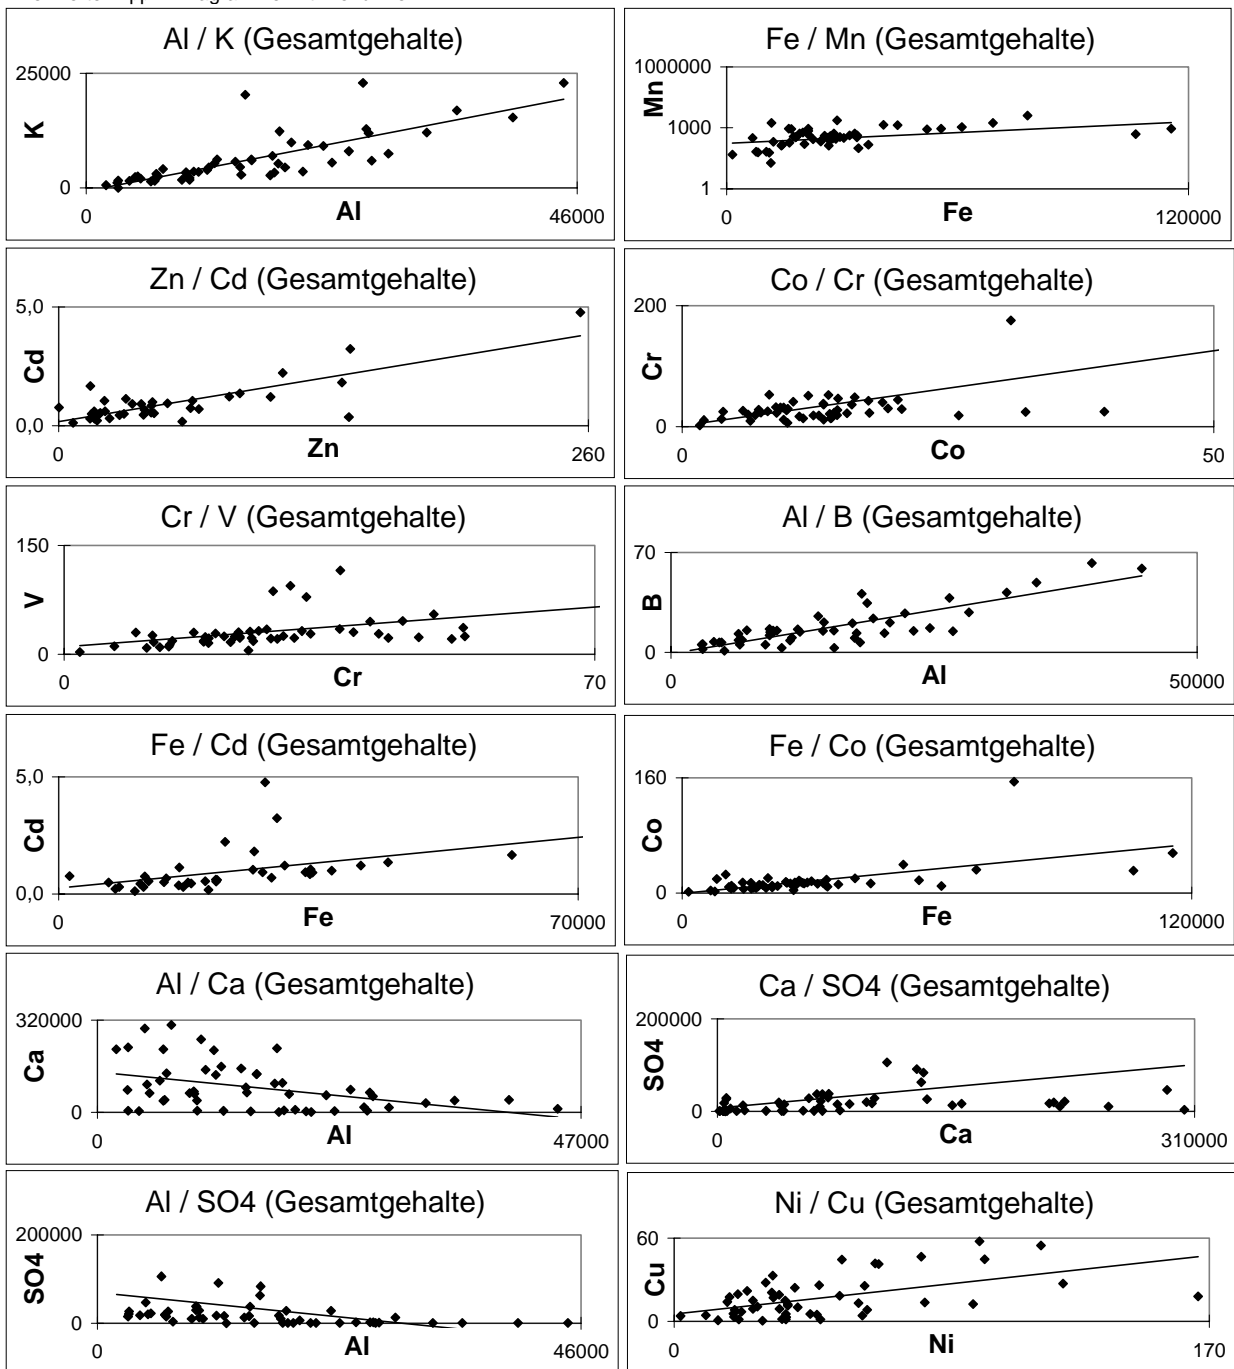 Al / K (Gesamtgehalte)
25000
K
0
0
Al
46000
Fe / Mn (Gesamtgehalte)
1000000
Mn
1000
1
0
Fe
120000
Zn / Cd (Gesamtgehalte)
5,0
Cd
0,0
0
Zn
260
Co / Cr (Gesamtgehalte)
200
Cr
0
0
Co
50
Cr / V (Gesamtgehalte)
150
V
0
0
Cr
70
Al / B (Gesamtgehalte)
70
B
0
0
Al
50000
Fe / Cd (Gesamtgehalte)
5,0
Cd
0,0
0
Fe
70000
Fe / Co (Gesamtgehalte)
160
Co
0
0
Fe
120000
Al / Ca (Gesamtgehalte)
320000
Ca
0
0
Al
47000
Ca / SO4 (Gesamtgehalte)
200000
SO4
0
0
Ca
310000
Al / SO4 (Gesamtgehalte)
200000
SO4
0
0
Al
46000
Ni / Cu (Gesamtgehalte)
60
Cu
0
0
Ni
170